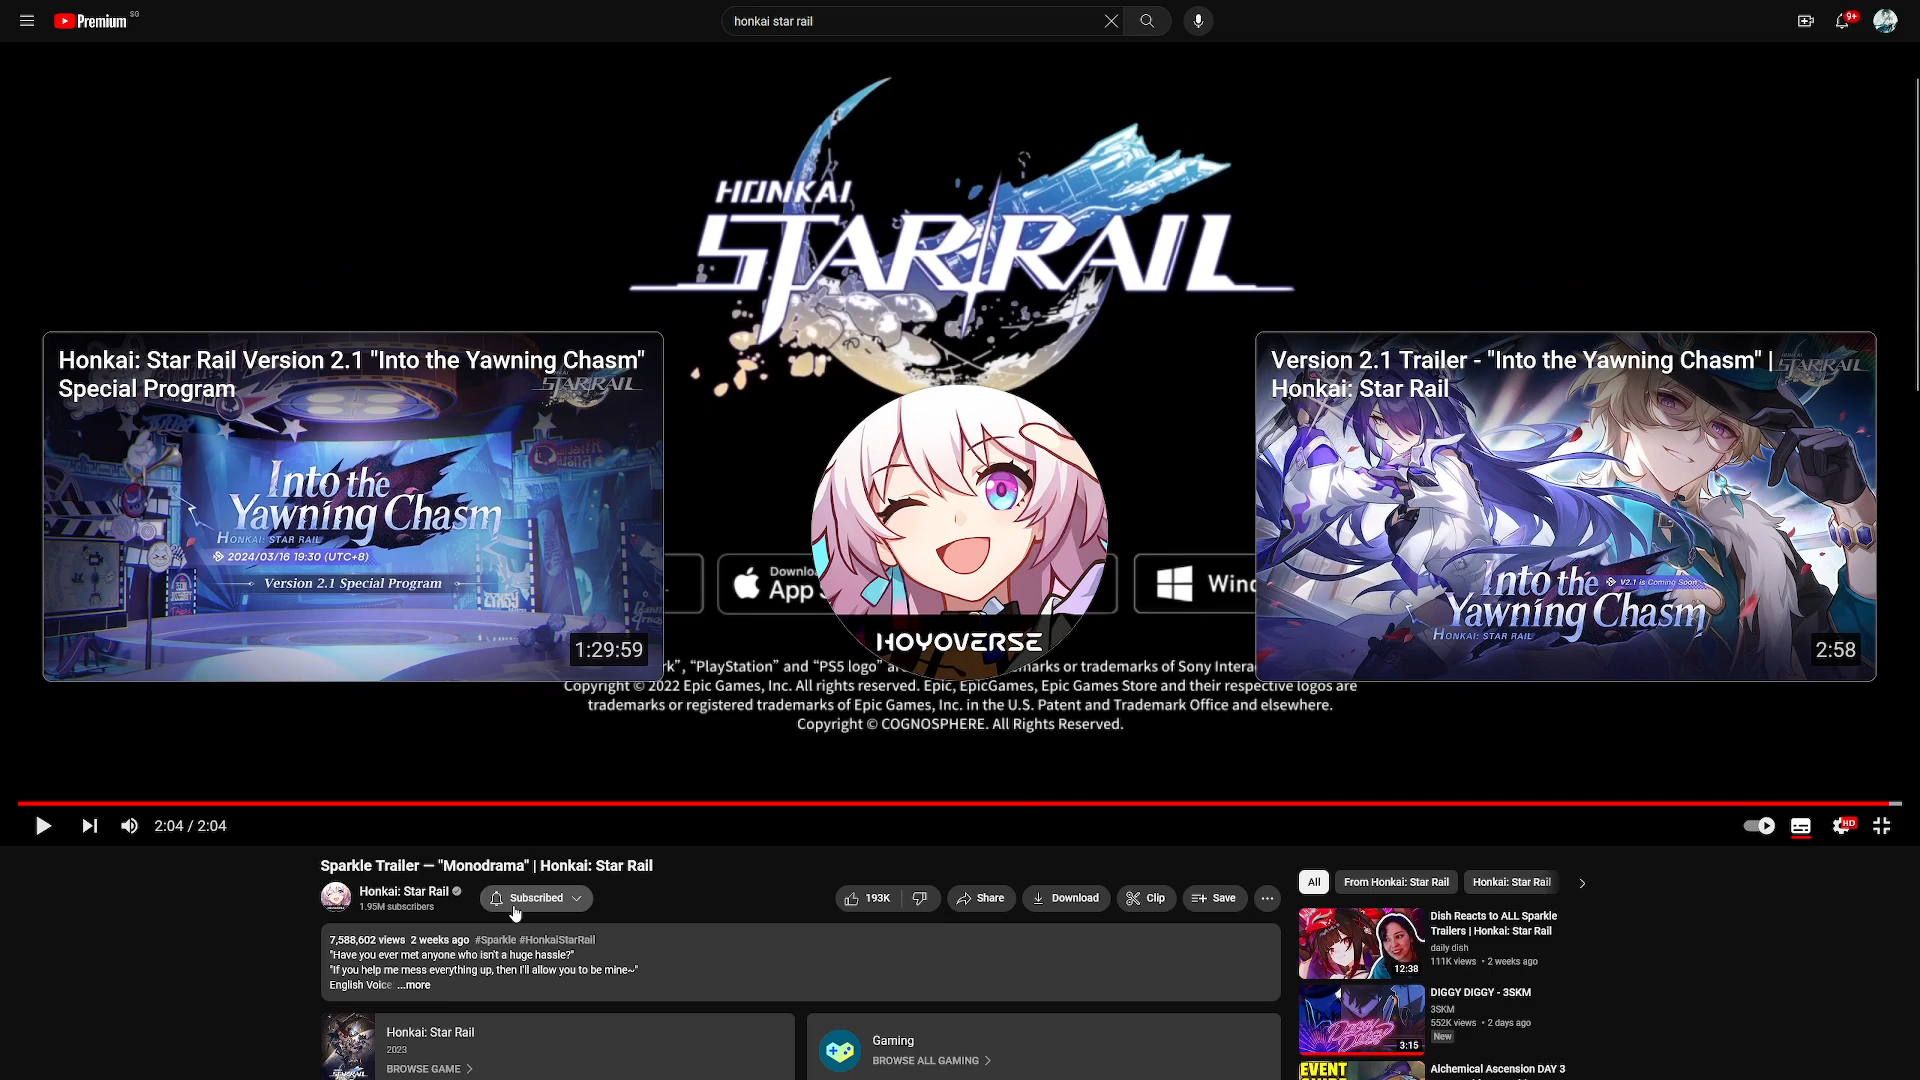 Premium SG
honkai star rail
9+
HONKAI
STAR RAIL
Honkai: Star Rail Version 2.1 "Into the Yawning Chasm"
Special Program
Into the
Yawning Chasm
HONKAI: STAR RAIL
2024/03/16 19:30 (UTC+8)
Version 2.1 Special Program
1:29:59
Version 2.1 Trailer - "Into the Yawning Chasm" |
Honkai: Star Rail
Into the
V2.1 is Coming Soon
Yawning Chasm
HONKAI: STAR RAIL
2:58
App
HOYOVERSE
"PlayStation" and "PS5 logo"
or trademarks of Sony
Copyright © 2022 Epic Games, Inc. All rights reserved. Epic, EpicGames, Epic Games Store and their respective logos are
trademarks or registered trademarks of Epic Games, Inc. in the U.S. Patent and Trademark Office and elsewhere.
Copyright © COGNOSPHERE. All Rights Reserved.
2:04 / 2:04
HD
Sparkle Trailer — "Monodrama" | Honkai: Star Rail
Honkai: Star Rail
1.95M subscribers
Subscribed
193K
Share
Download
Clip
Save
7,588,602 views 2 weeks ago #Sparkle #HonkaiStarRail
"Have you ever met anyone who isn't a huge hassle?"
"If you help me mess everything up, then I'll allow you to be mine~"
English Voice: ...more
Honkai: Star Rail
2023
BROWSE GAME
Gaming
BROWSE ALL GAMING
All
From Honkai: Star Rail
Honkai: Star Rail
Dish Reacts to ALL Sparkle
Trailers | Honkai: Star Rail
daily dish
111K views • 2 weeks ago
12:38
DIGGY DIGGY - 3SKM
3SKM
552K views • 2 days ago
New
3:15
Alchemical Ascension DAY 3
EVENT